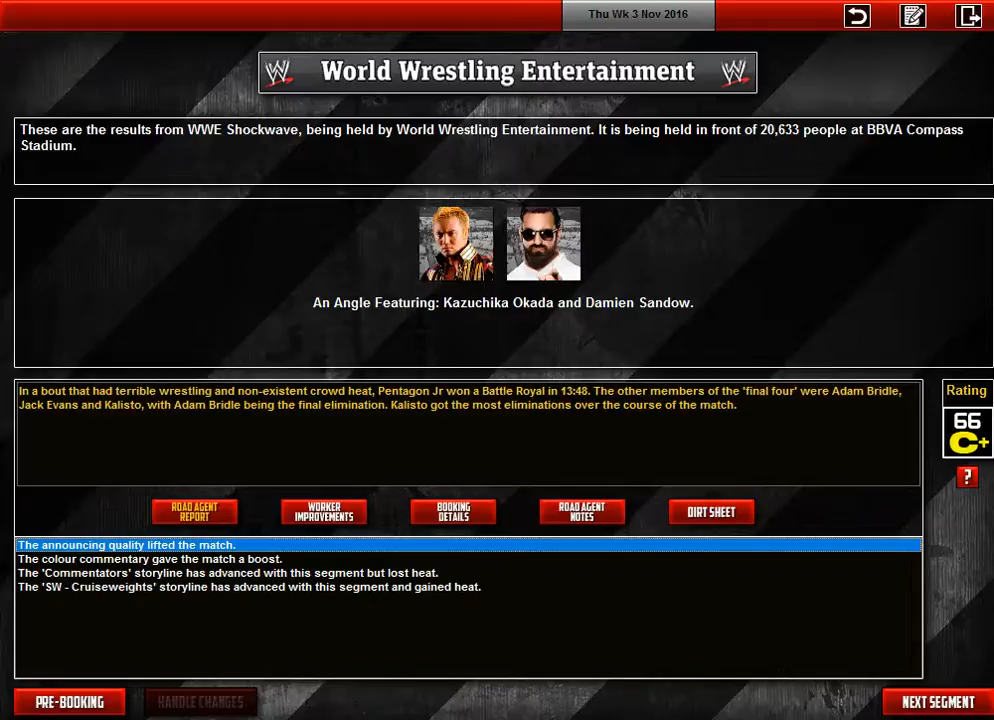 Thu Wk 3 Nov 2016
World Wrestling Entertainment
These are the results from WWE Shockwave, being held by World Wrestling Entertainment. It is being held in front of 20,633 people at BBVA Compass
Stadium.
An Angle Featuring: Kazuchika Okada and Damien Sandow.
In a bout that had terrible wrestling and non-existent crowd heat, Pentagon Jr won a Battle Royal in 13:48. The other members of the 'final four' were Adam Bridle,
Jack Evans and Kalisto, with Adam Bridle being the final elimination. Kalisto got the most eliminations over the course of the match.
Rating
66
C+
?
ROAD AGENT
REPORT
WORKER
IMPROVEMENTS
BOOKING
DETAILS
ROAD AGENT
NOTES
DIRT SHEET
The announcing quality lifted the match.
The colour commentary gave the match a boost.
The 'Commentators' storyline has advanced with this segment but lost heat.
The 'SW - Cruiseweights' storyline has advanced with this segment and gained heat.
PRE-BOOKING
HANDLE CHANGES
NEXT SEGMENT